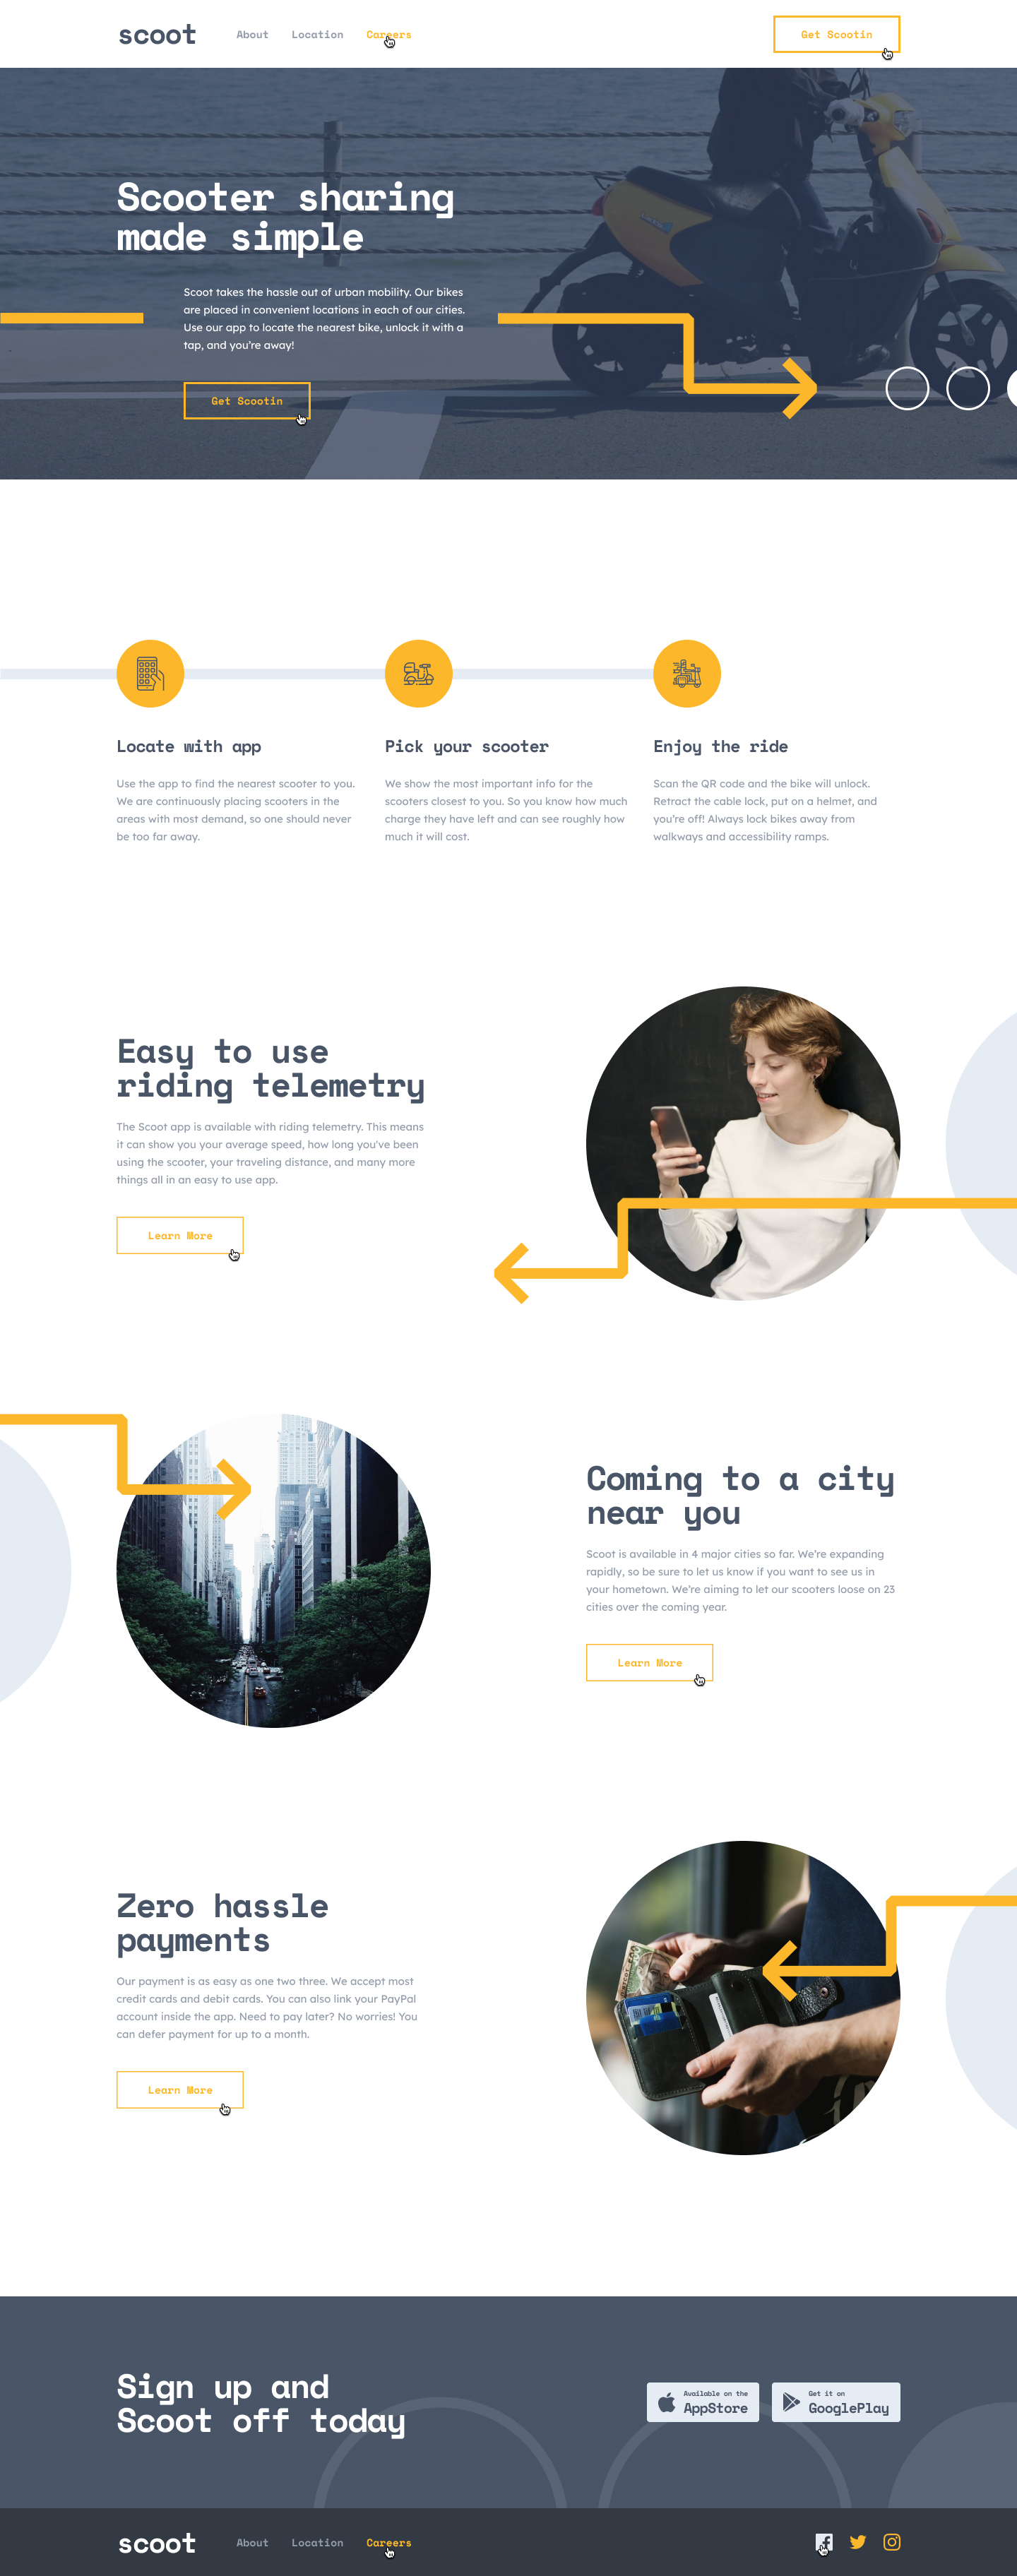 scoot About Location Careers Get Scootin
Scooter sharing
made simple
Scoot takes the hassle out of urban mobility. Our bikes
are placed in convenient locations in each of our cities.
Use our app to locate the nearest bike, unlock it with a
tap, and you're away!
Get Scootin
Locate with app
Use the app to find the nearest scooter to you.
We are continuously placing scooters in the
areas with most demand, so one should never
be too far away.
Pick your scooter
We show the most important info for the
scooters closest to you. So you know how much
charge they have left and can see roughly how
much it will cost.
Enjoy the ride
Scan the QR code and the bike will unlock.
Retract the cable lock, put on a helmet, and
you're off! Always lock bikes away from
walkways and accessibility ramps.
Easy to use
riding telemetry
The Scoot app is available with riding telemetry. This means
it can show you your average speed, how long you've been
using the scooter, your traveling distance, and many more
things all in an easy to use app.
Learn More
Coming to a city
near you
Scoot is available in 4 major cities so far. We're expanding
rapidly, so be sure to let us know if you want to see us in
your hometown. We're aiming to let our scooters loose on 23
cities over the coming year.
Learn More
Zero hassle
payments
Our payment is as easy as one two three. We accept most
credit cards and debit cards. You can also link your PayPal
account inside the app. Need to pay later? No worries! You
can defer payment for up to a month.
Learn More
Sign up and
Scoot off today
Available on the
AppStore
Get it on
GooglePlay
scoot About Location Careers